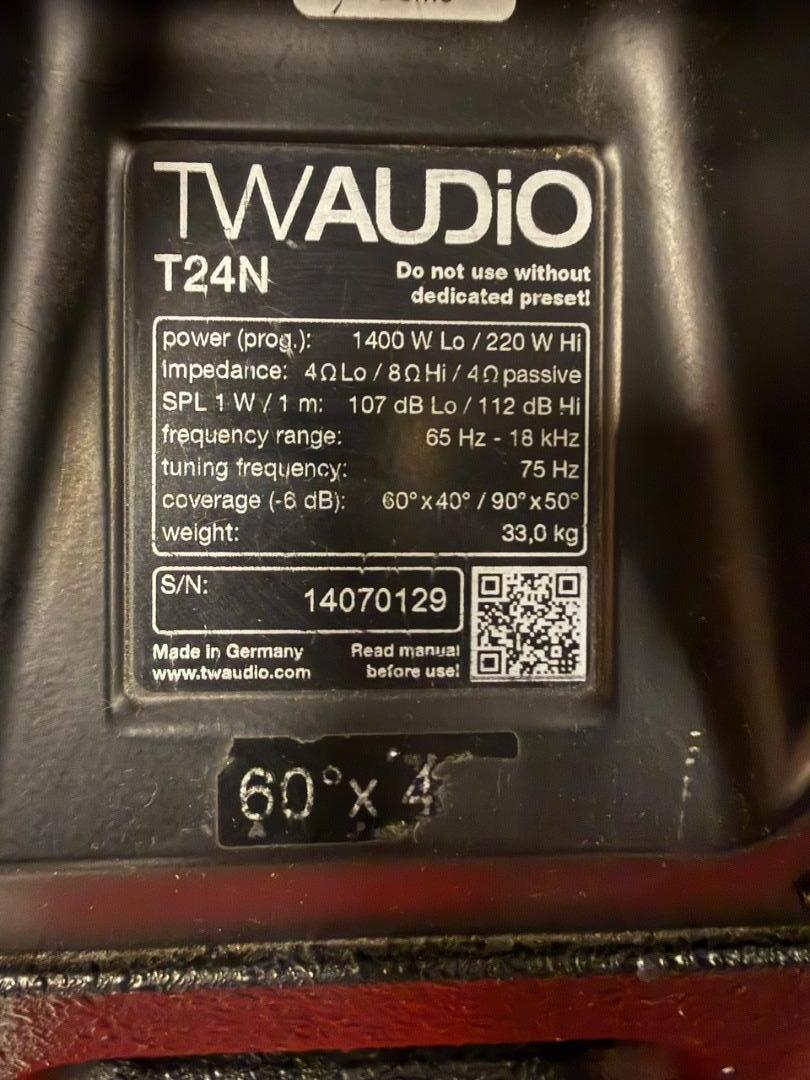 TWAUDiO
T24N
Do not use without
dedicated preset!
power (prog.): 1400 W Lo / 220 W Hi
impedance: 4Ω Lo / 8Ω Hi / 4Ω passive
SPL 1 W / 1 m: 107 dB Lo / 112 dB Hi
frequency range: 65 Hz - 18 kHz
tuning frequency: 75 Hz
coverage (-6 dB): 60° x 40° / 90° x 50°
weight: 33,0 kg
S/N: 14070129
Made in Germany
www.twaudio.com
Read manual
before use!
60° x 4